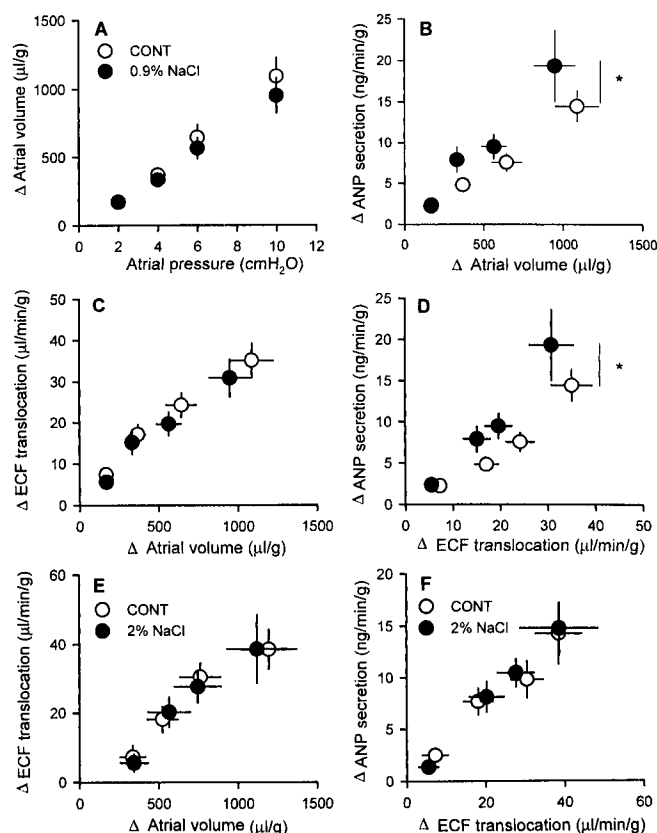 A
CONT
0.9% NaCl
Δ Atrial volume (µl/g)
1500
1000
500
0
0 2 4 6 8 10 12
Atrial pressure (cmH₂O)
B
Δ ANP secretion (ng/min/g)
25
20
15
10
5
0
*
0 500 1000 1500
Δ Atrial volume (µl/g)
C
Δ ECF translocation (µl/min/g)
50
40
30
20
10
0
0 500 1000 1500
Δ Atrial volume (µl/g)
D
Δ ANP secretion (ng/min/g)
25
20
15
10
5
0
*
0 10 20 30 40 50
Δ ECF translocation (µl/min/g)
E
CONT
2% NaCl
Δ ECF translocation (µl/min/g)
60
40
20
0
0 500 1000 1500
Δ Atrial volume (µl/g)
F
CONT
2% NaCl
Δ ANP secretion (ng/min/g)
20
15
10
5
0
0 20 40 60
Δ ECF translocation (µl/min/g)